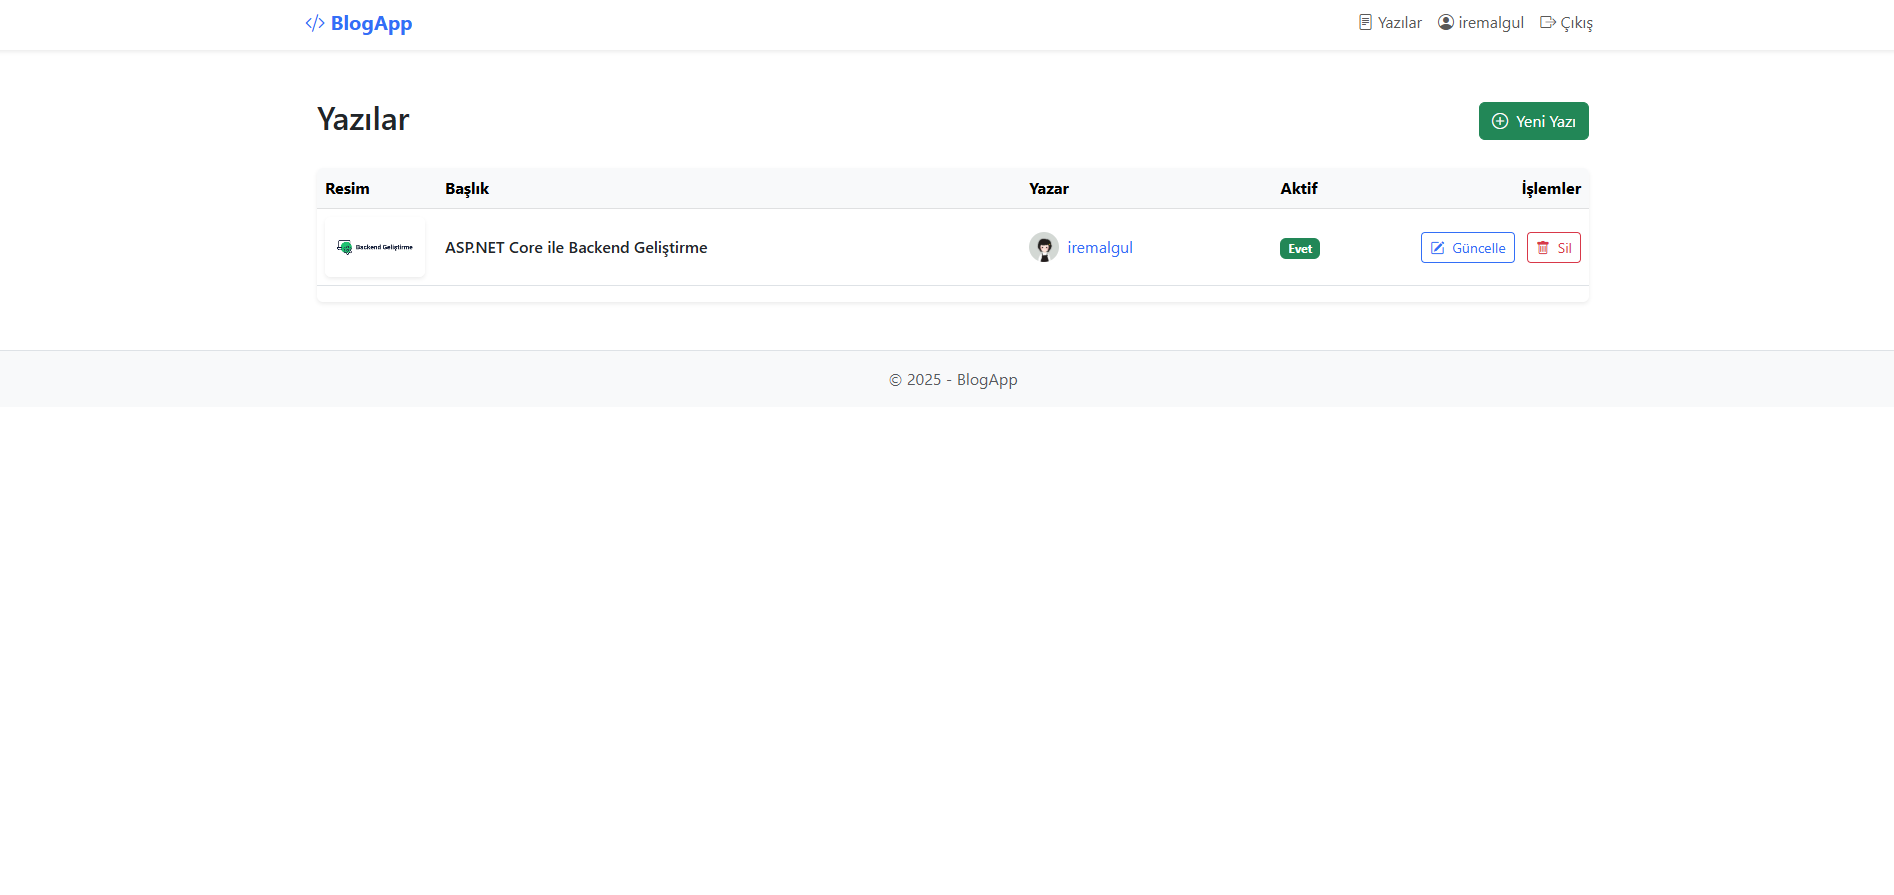 </> BlogApp
Yazılar iremalgul Çıkış
Yazılar
Yeni Yazı
Resim Başlık Yazar Aktif İşlemler
Backend Geliştirme
ASP.NET Core ile Backend Geliştirme iremalgul Evet Güncelle Sil
© 2025 - BlogApp